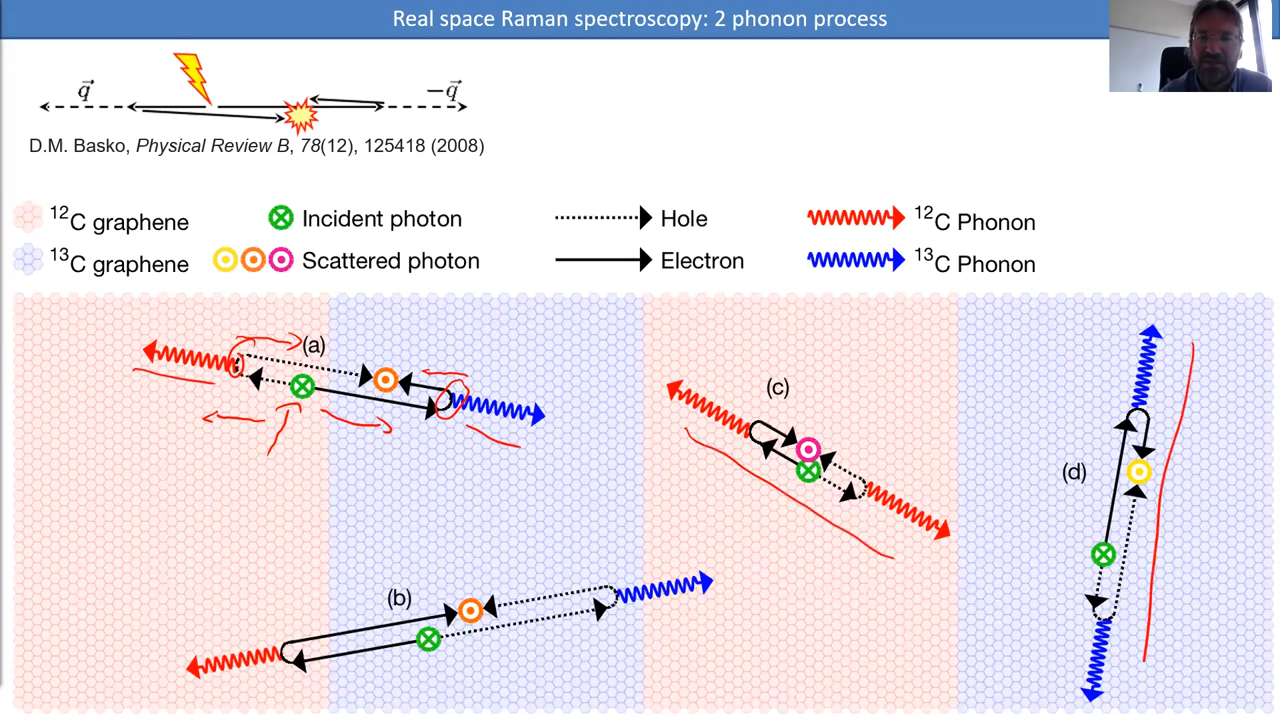 Real space Raman spectroscopy: 2 phonon process
q⃗
−q⃗
D.M. Basko, Physical Review B, 78(12), 125418 (2008)
¹²C graphene
Incident photon
Hole
¹²C Phonon
¹³C graphene
Scattered photon
Electron
¹³C Phonon
(a)
(c)
(d)
(b)